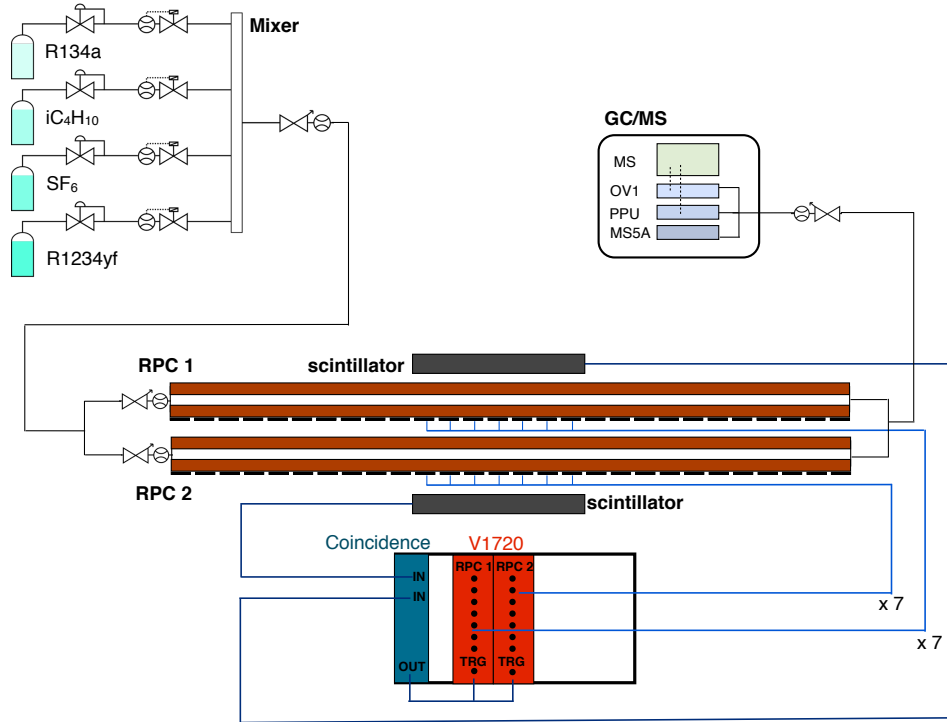 Mixer
R134a
iC₄H₁₀
SF₆
R1234yf
GC/MS
MS
OV1
PPU
MS5A
RPC 1
scintillator
RPC 2
scintillator
Coincidence
V1720
RPC 1
RPC 2
IN
IN
x 7
x 7
OUT
TRG
TRG